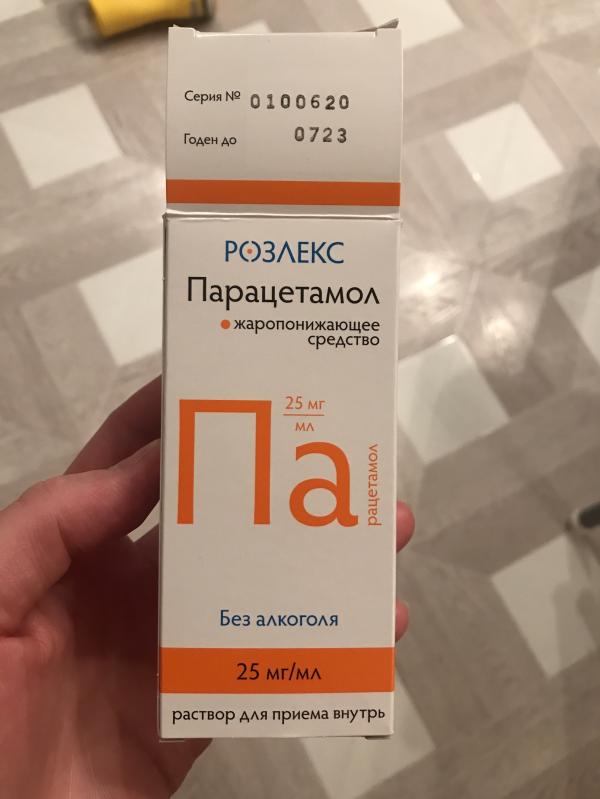 Серия № 0100620
Годен до 0723
РОЗЛЕКС
Парацетамол
жаропонижающее
средство
25 мг
мл
Па
рацетамол
Без алкоголя
25 мг/мл
раствор для приема внутрь